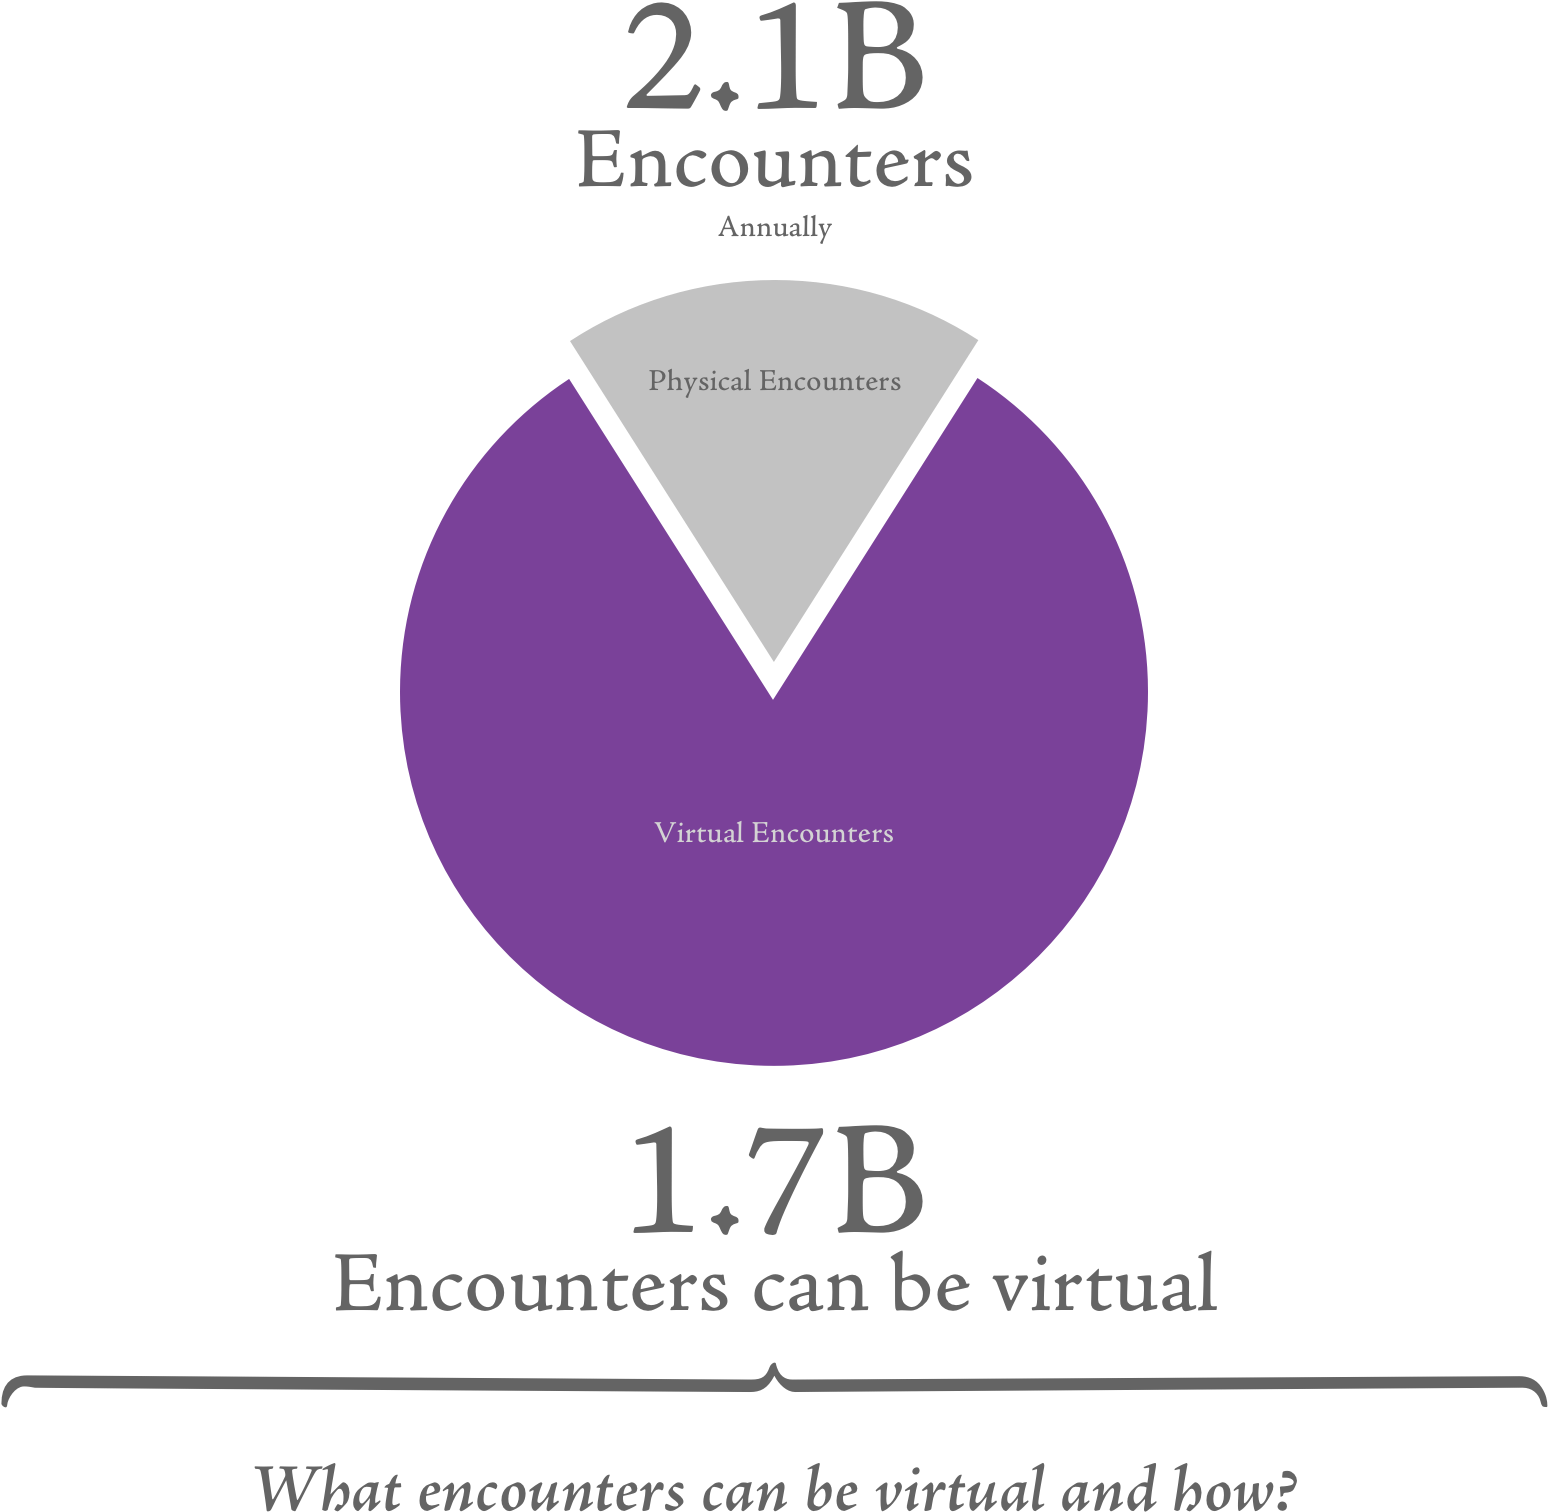 2.1B
Encounters
Annually
Physical Encounters
Virtual Encounters
1.7B
Encounters can be virtual
What encounters can be virtual and how?